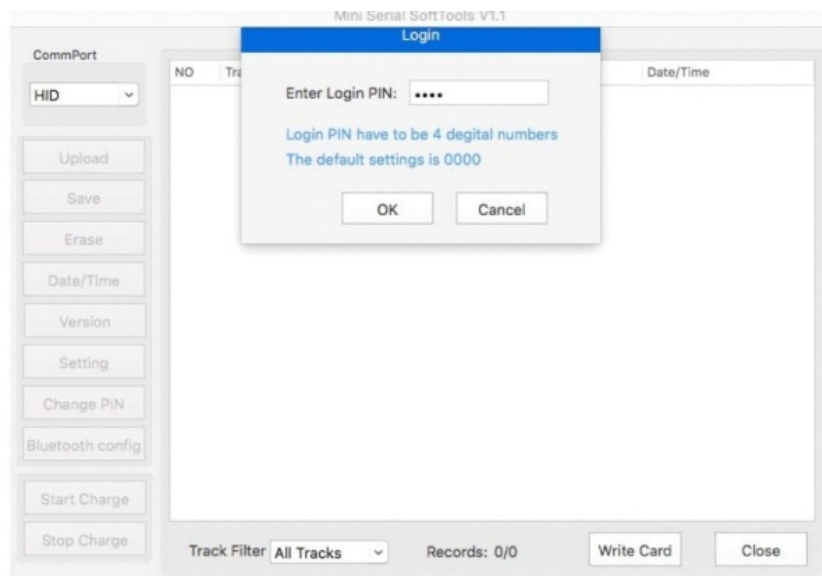 Mini Serial SoftTools V1.1
Login
CommPort
HID
NO Tra Date/Time
Enter Login PIN: ••••
Login PIN have to be 4 degital numbers
The default settings is 0000
OK Cancel
Upload
Save
Erase
Date/Time
Version
Setting
Change PIN
Bluetooth config
Start Charge
Stop Charge
Track Filter All Tracks Records: 0/0 Write Card Close